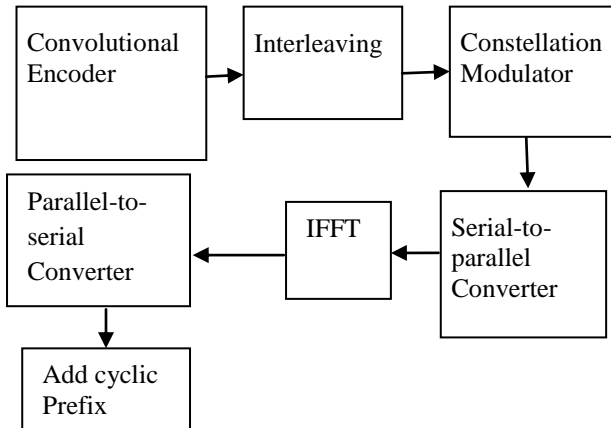 Convolutional
Encoder
Interleaving
Constellation
Modulator
Parallel-to-
serial
Converter
IFFT
Serial-to-
parallel
Converter
Add cyclic
Prefix